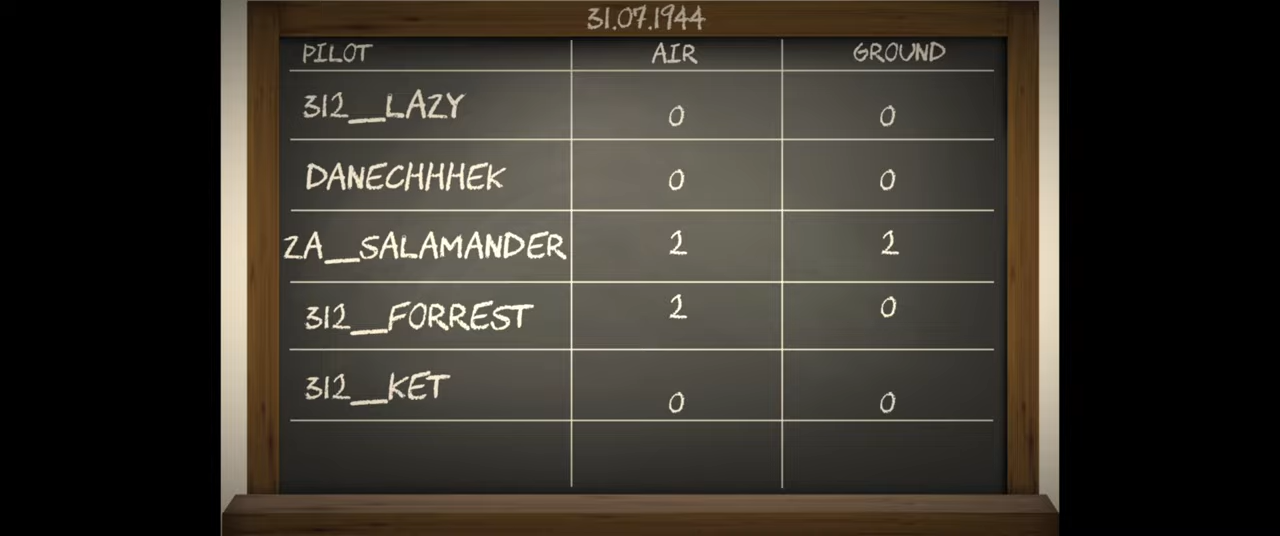 31.07.1944
PILOT AIR GROUND
312__LAZY 0 0
DANECHHHEK 0 0
ZA__SALAMANDER 2 2
312__FORREST 2 0
312__KET 0 0